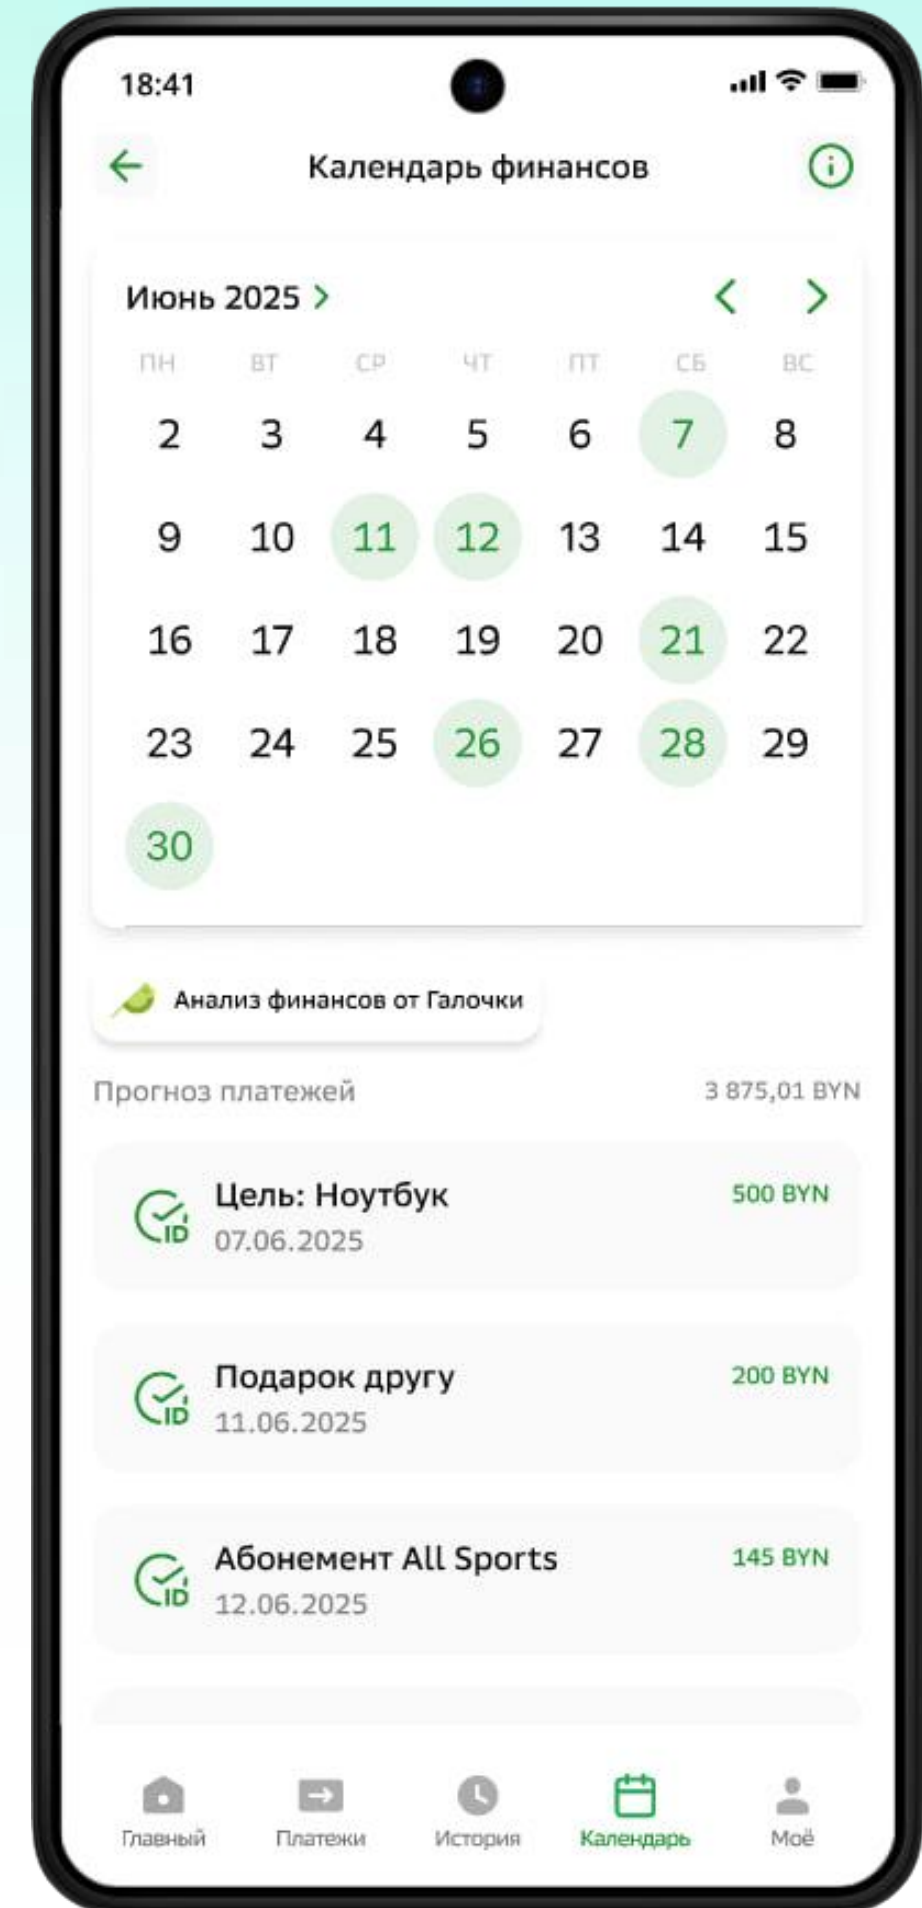 18:41
Календарь финансов
Июнь 2025
ПН ВТ СР ЧТ ПТ СБ ВС
2 3 4 5 6 7 8
9 10 11 12 13 14 15
16 17 18 19 20 21 22
23 24 25 26 27 28 29
30
Анализ финансов от Галочки
Прогноз платежей 3 875,01 BYN
Цель: Ноутбук 500 BYN
ID 07.06.2025
Подарок другу 200 BYN
ID 11.06.2025
Абонемент All Sports 145 BYN
ID 12.06.2025
Главный Платежи История Календарь Моё